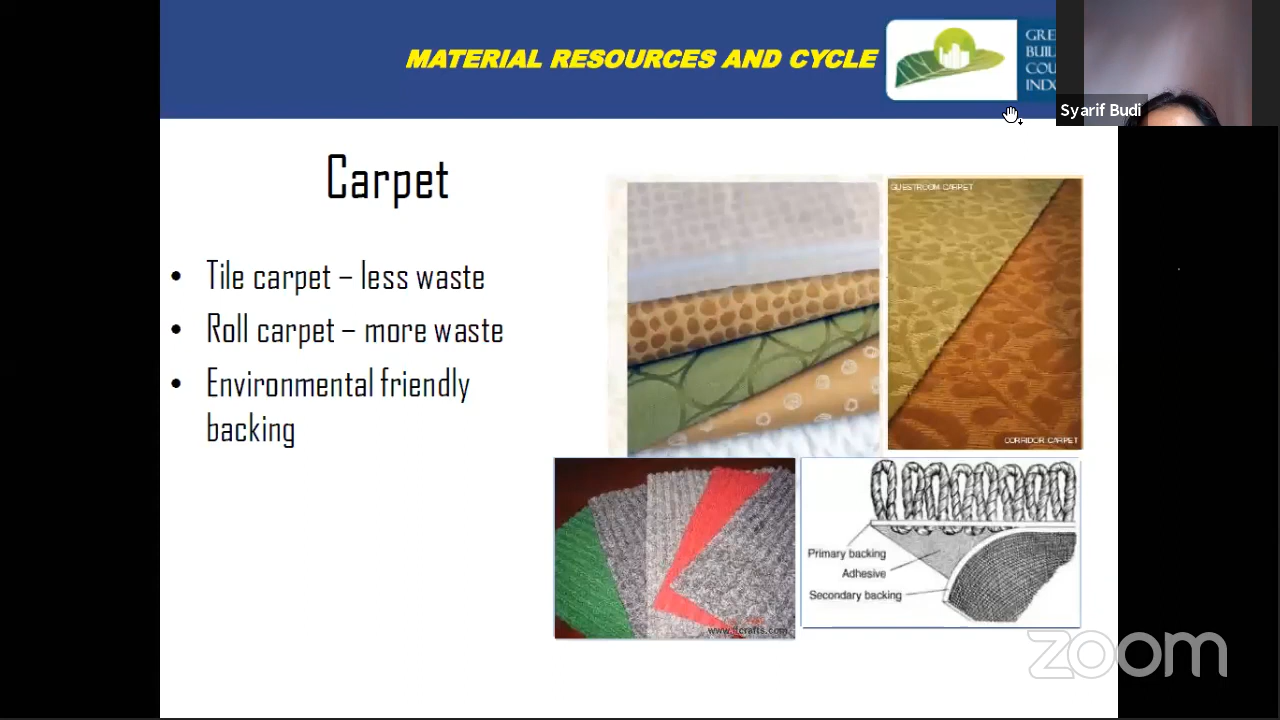 MATERIAL RESOURCES AND CYCLE
GRE
BUIL
COU
INDO
Syarif Budi
Carpet
• Tile carpet – less waste
• Roll carpet – more waste
• Environmental friendly
backing
GUESTROOM CARPET
CORRIDOR CARPET
Primary backing
Adhesive
Secondary backing
zoom